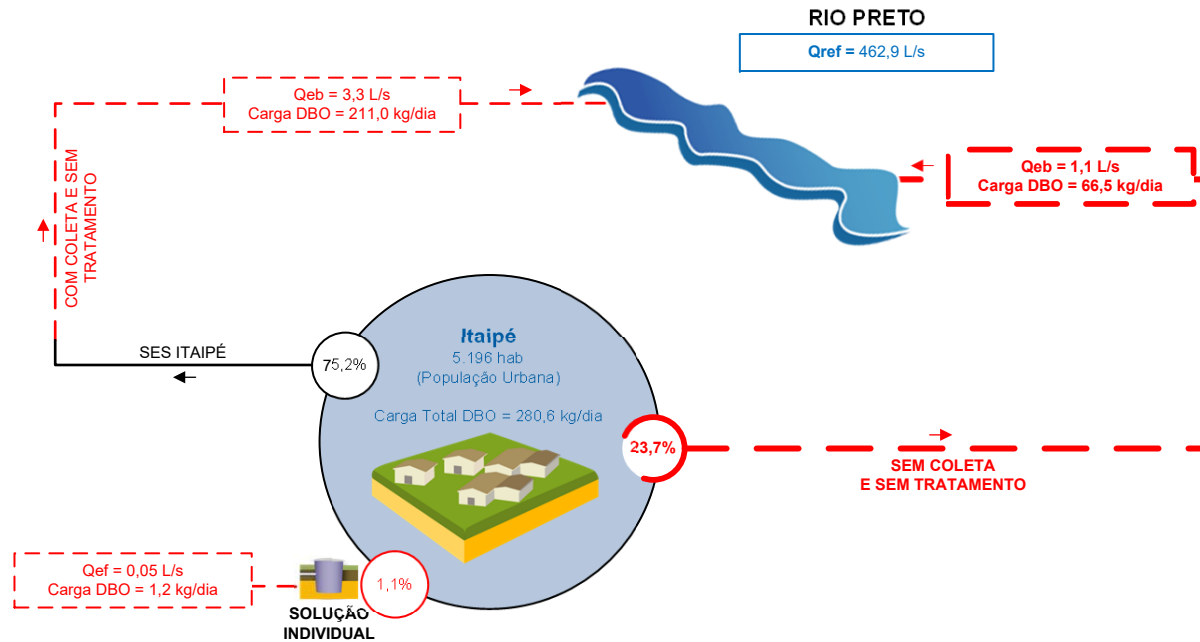 RIO PRETO
Qref = 462,9 L/s
Qeb = 3,3 L/s
Carga DBO = 211,0 kg/dia
Qeb = 1,1 L/s
Carga DBO = 66,5 kg/dia
COM COLETA E SEM
TRATAMENTO
Itaipé
5.196 hab
(População Urbana)
Carga Total DBO = 280,6 kg/dia
SES ITAIPÉ
75,2%
23,7%
SEM COLETA
E SEM TRATAMENTO
Qef = 0,05 L/s
Carga DBO = 1,2 kg/dia
1,1%
SOLUÇÃO
INDIVIDUAL